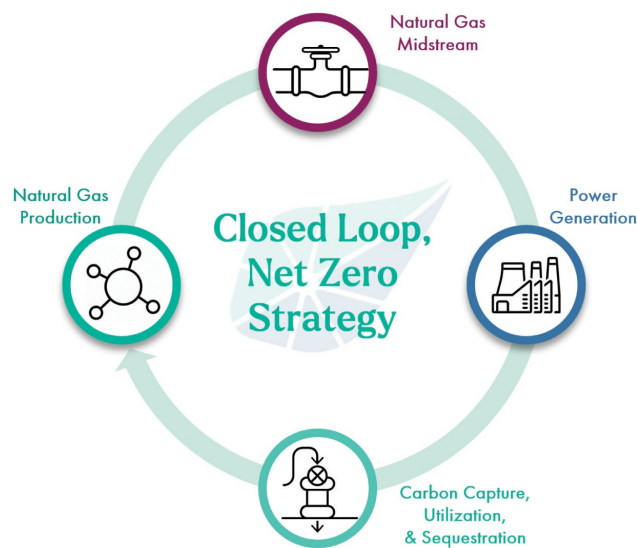 Natural Gas
Midstream
Natural Gas
Production
Power
Generation
Closed Loop,
Net Zero
Strategy
Carbon Capture,
Utilization,
& Sequestration